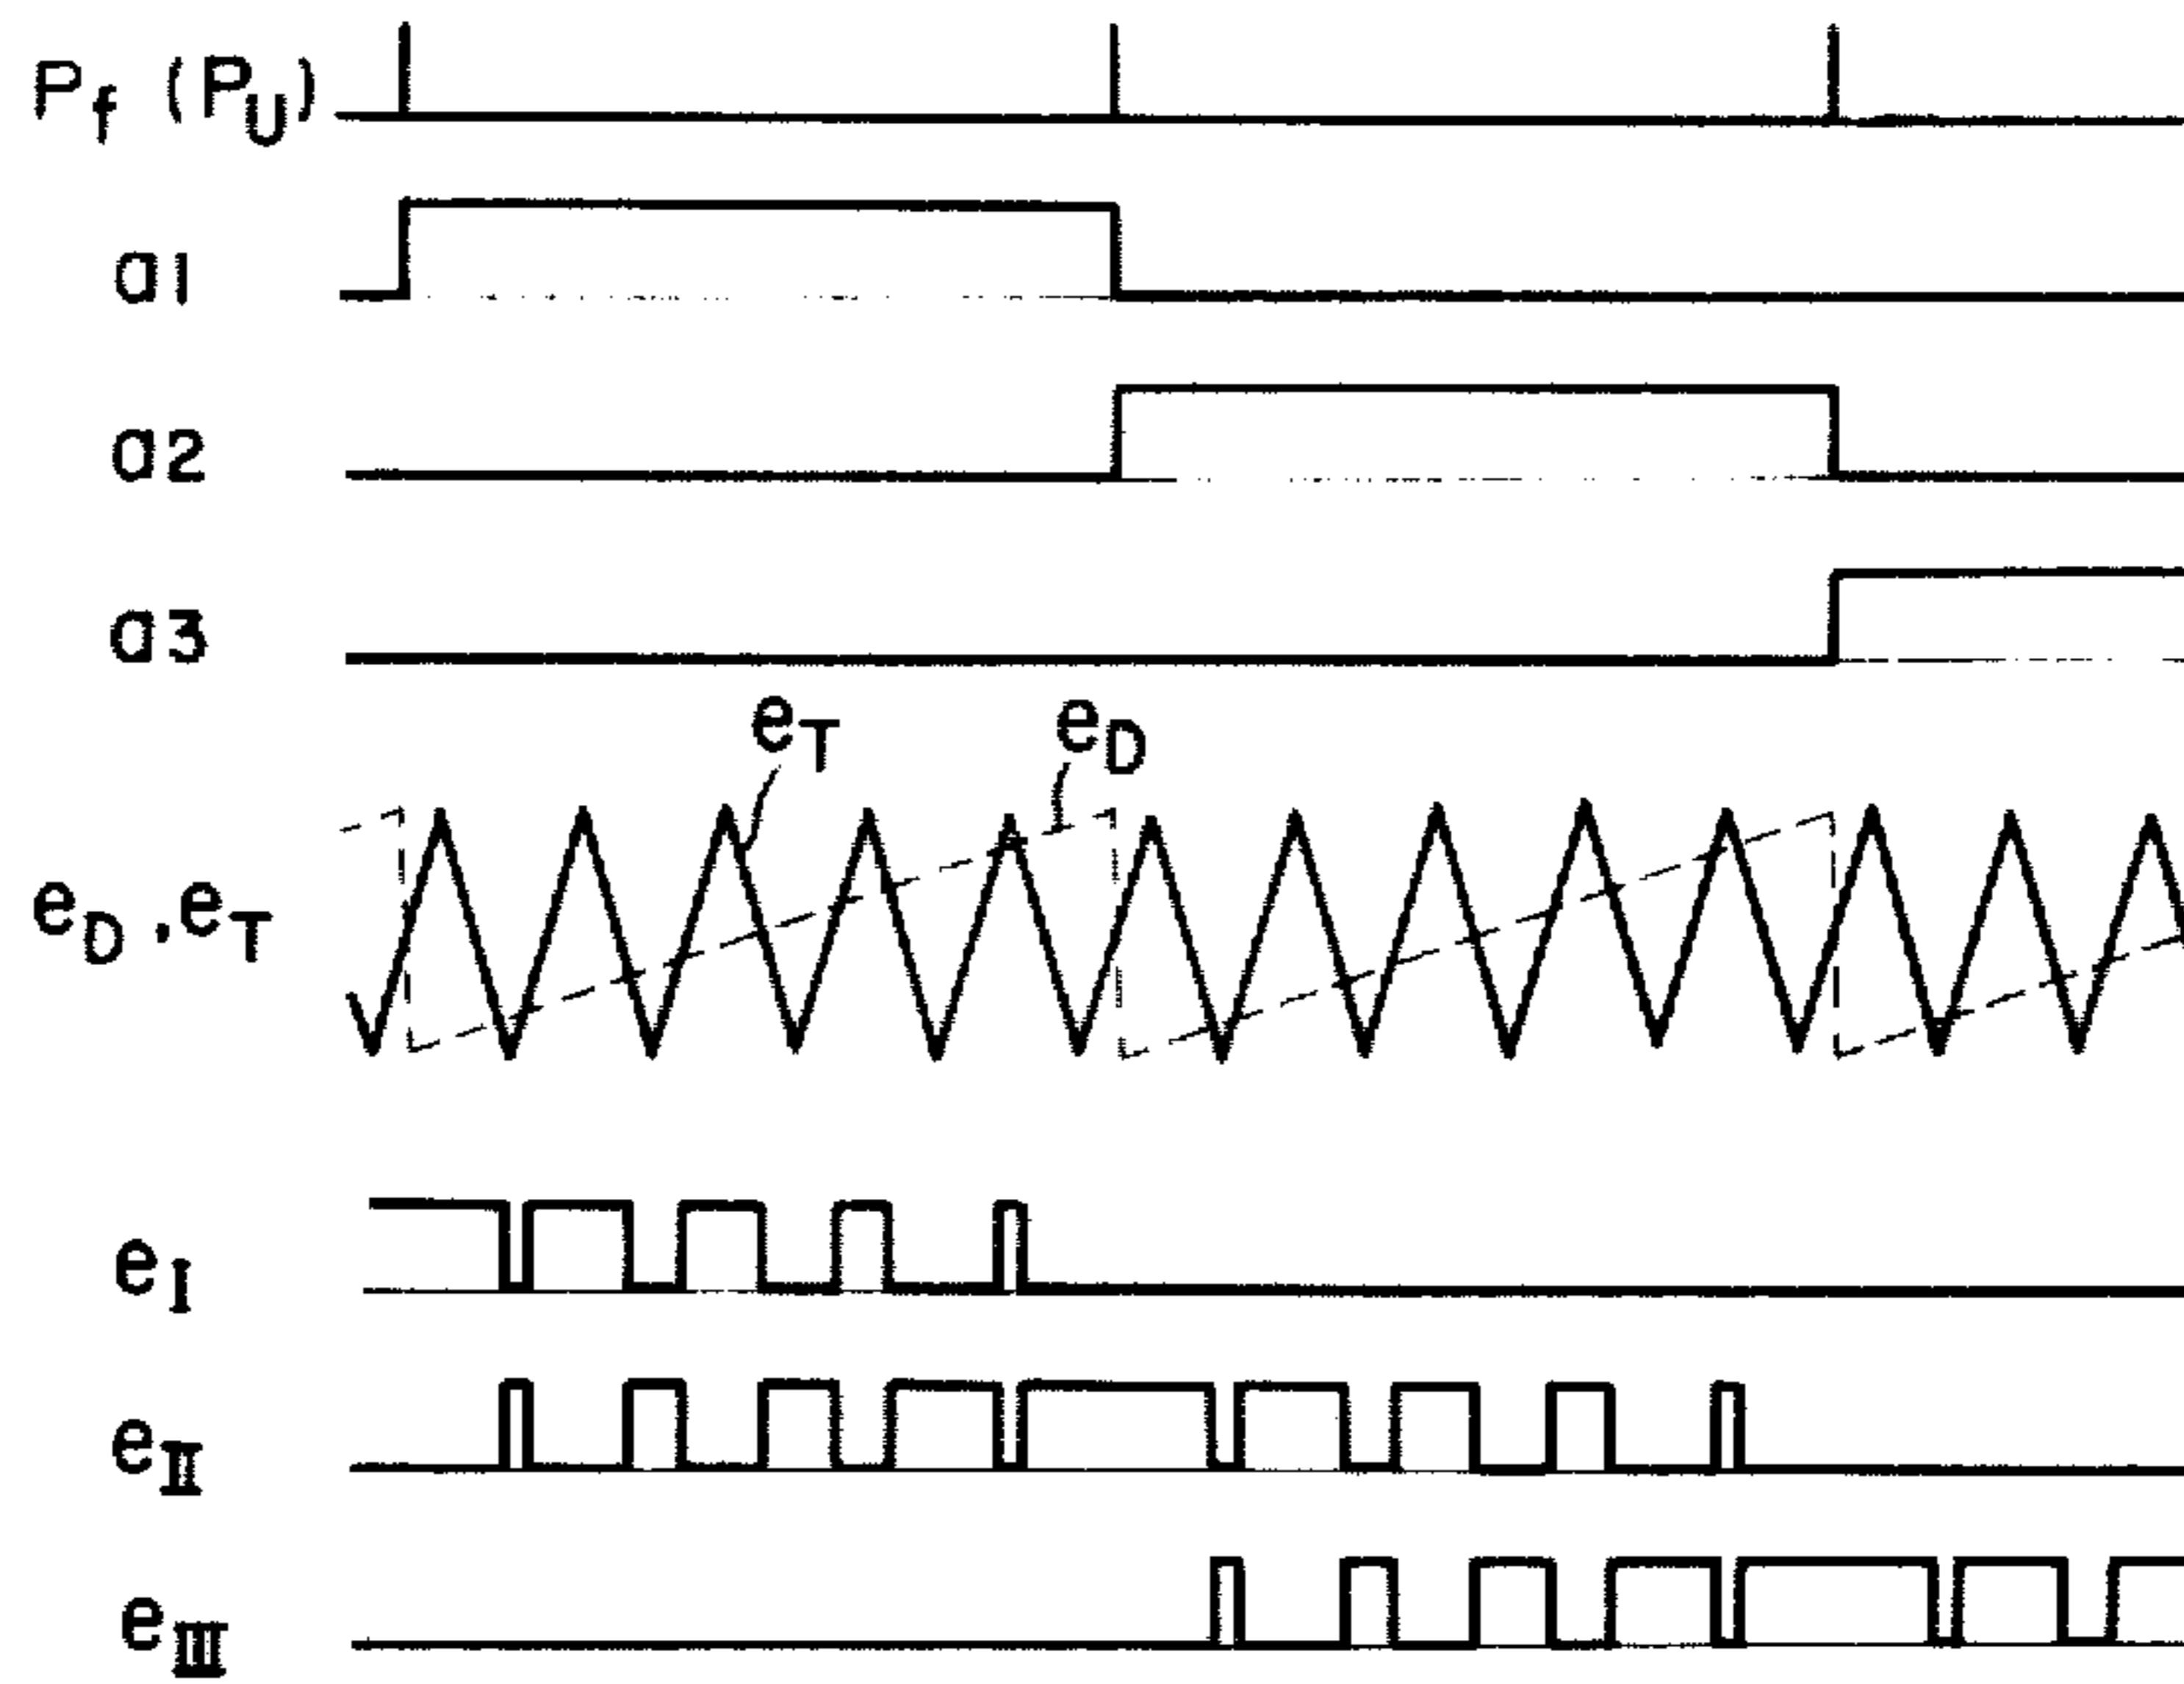 Pf (PU)
a1
a2
a3
eT eD
eD, eT
eI
eII
eIII